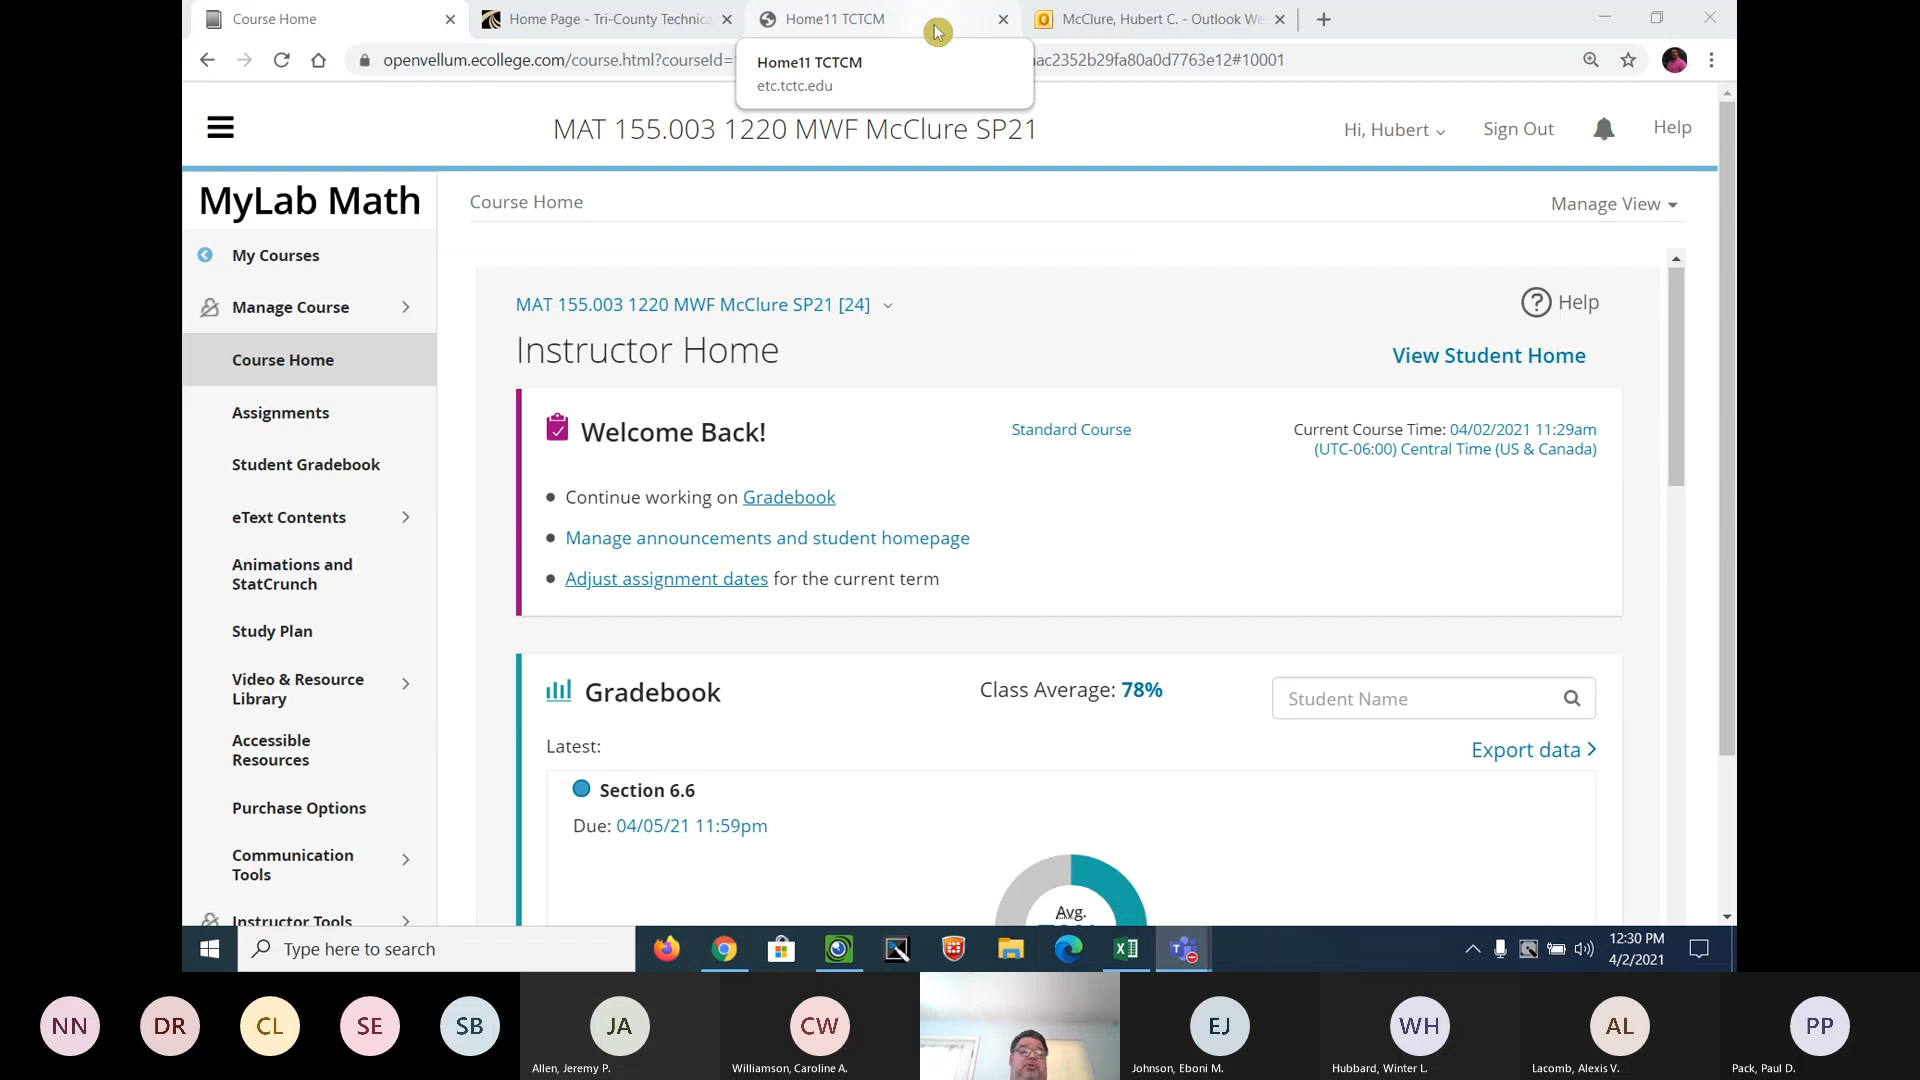 Course Home
Home Page - Tri-County Technica
Home11 TCTCM
McClure, Hubert C. - Outlook We
openvellum.ecollege.com/course.html?courseId=
ac2352b29fa80a0d7763e12#10001
Home11 TCTCM
etc.tctc.edu
MAT 155.003 1220 MWF McClure SP21
Hi, Hubert
Sign Out
Help
MyLab Math
Course Home
Manage View
My Courses
Manage Course
Course Home
Assignments
Student Gradebook
eText Contents
Animations and
StatCrunch
Study Plan
Video & Resource
Library
Accessible
Resources
Purchase Options
Communication
Tools
Instructor Tools
MAT 155.003 1220 MWF McClure SP21 [24]
Help
Instructor Home
View Student Home
Welcome Back!
Standard Course
Current Course Time: 04/02/2021 11:29am
(UTC-06:00) Central Time (US & Canada)
Continue working on Gradebook
Manage announcements and student homepage
Adjust assignment dates for the current term
Gradebook
Class Average: 78%
Student Name
Latest:
Export data
Section 6.6
Due: 04/05/21 11:59pm
Avg.
Type here to search
12:30 PM
4/2/2021
NN
DR
CL
SE
SB
JA
CW
EJ
WH
AL
PP
Allen, Jeremy P.
Williamson, Caroline A.
Johnson, Eboni M.
Hubbard, Winter L.
Lacomb, Alexis V.
Pack, Paul D.